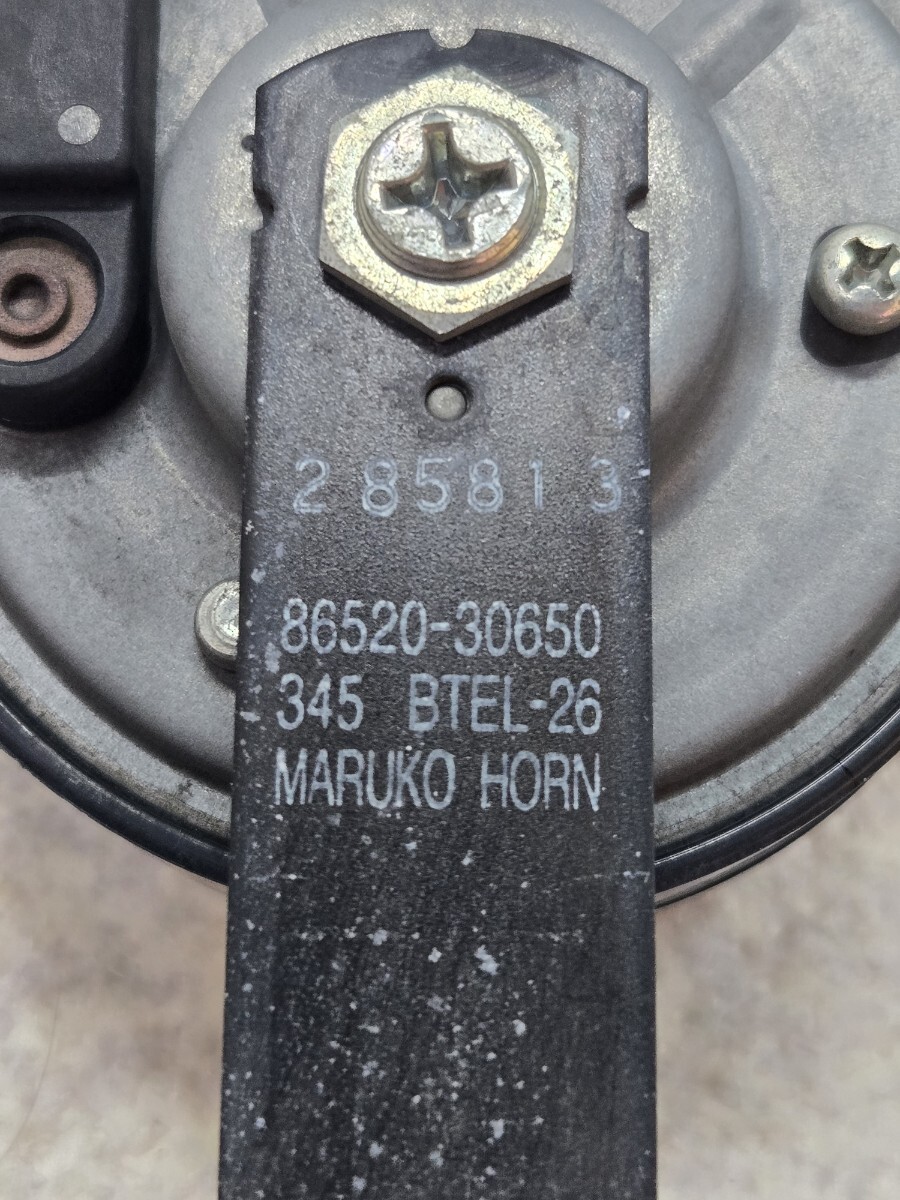 285813
86520-30650
345 BTEL-26
MARUKO HORN